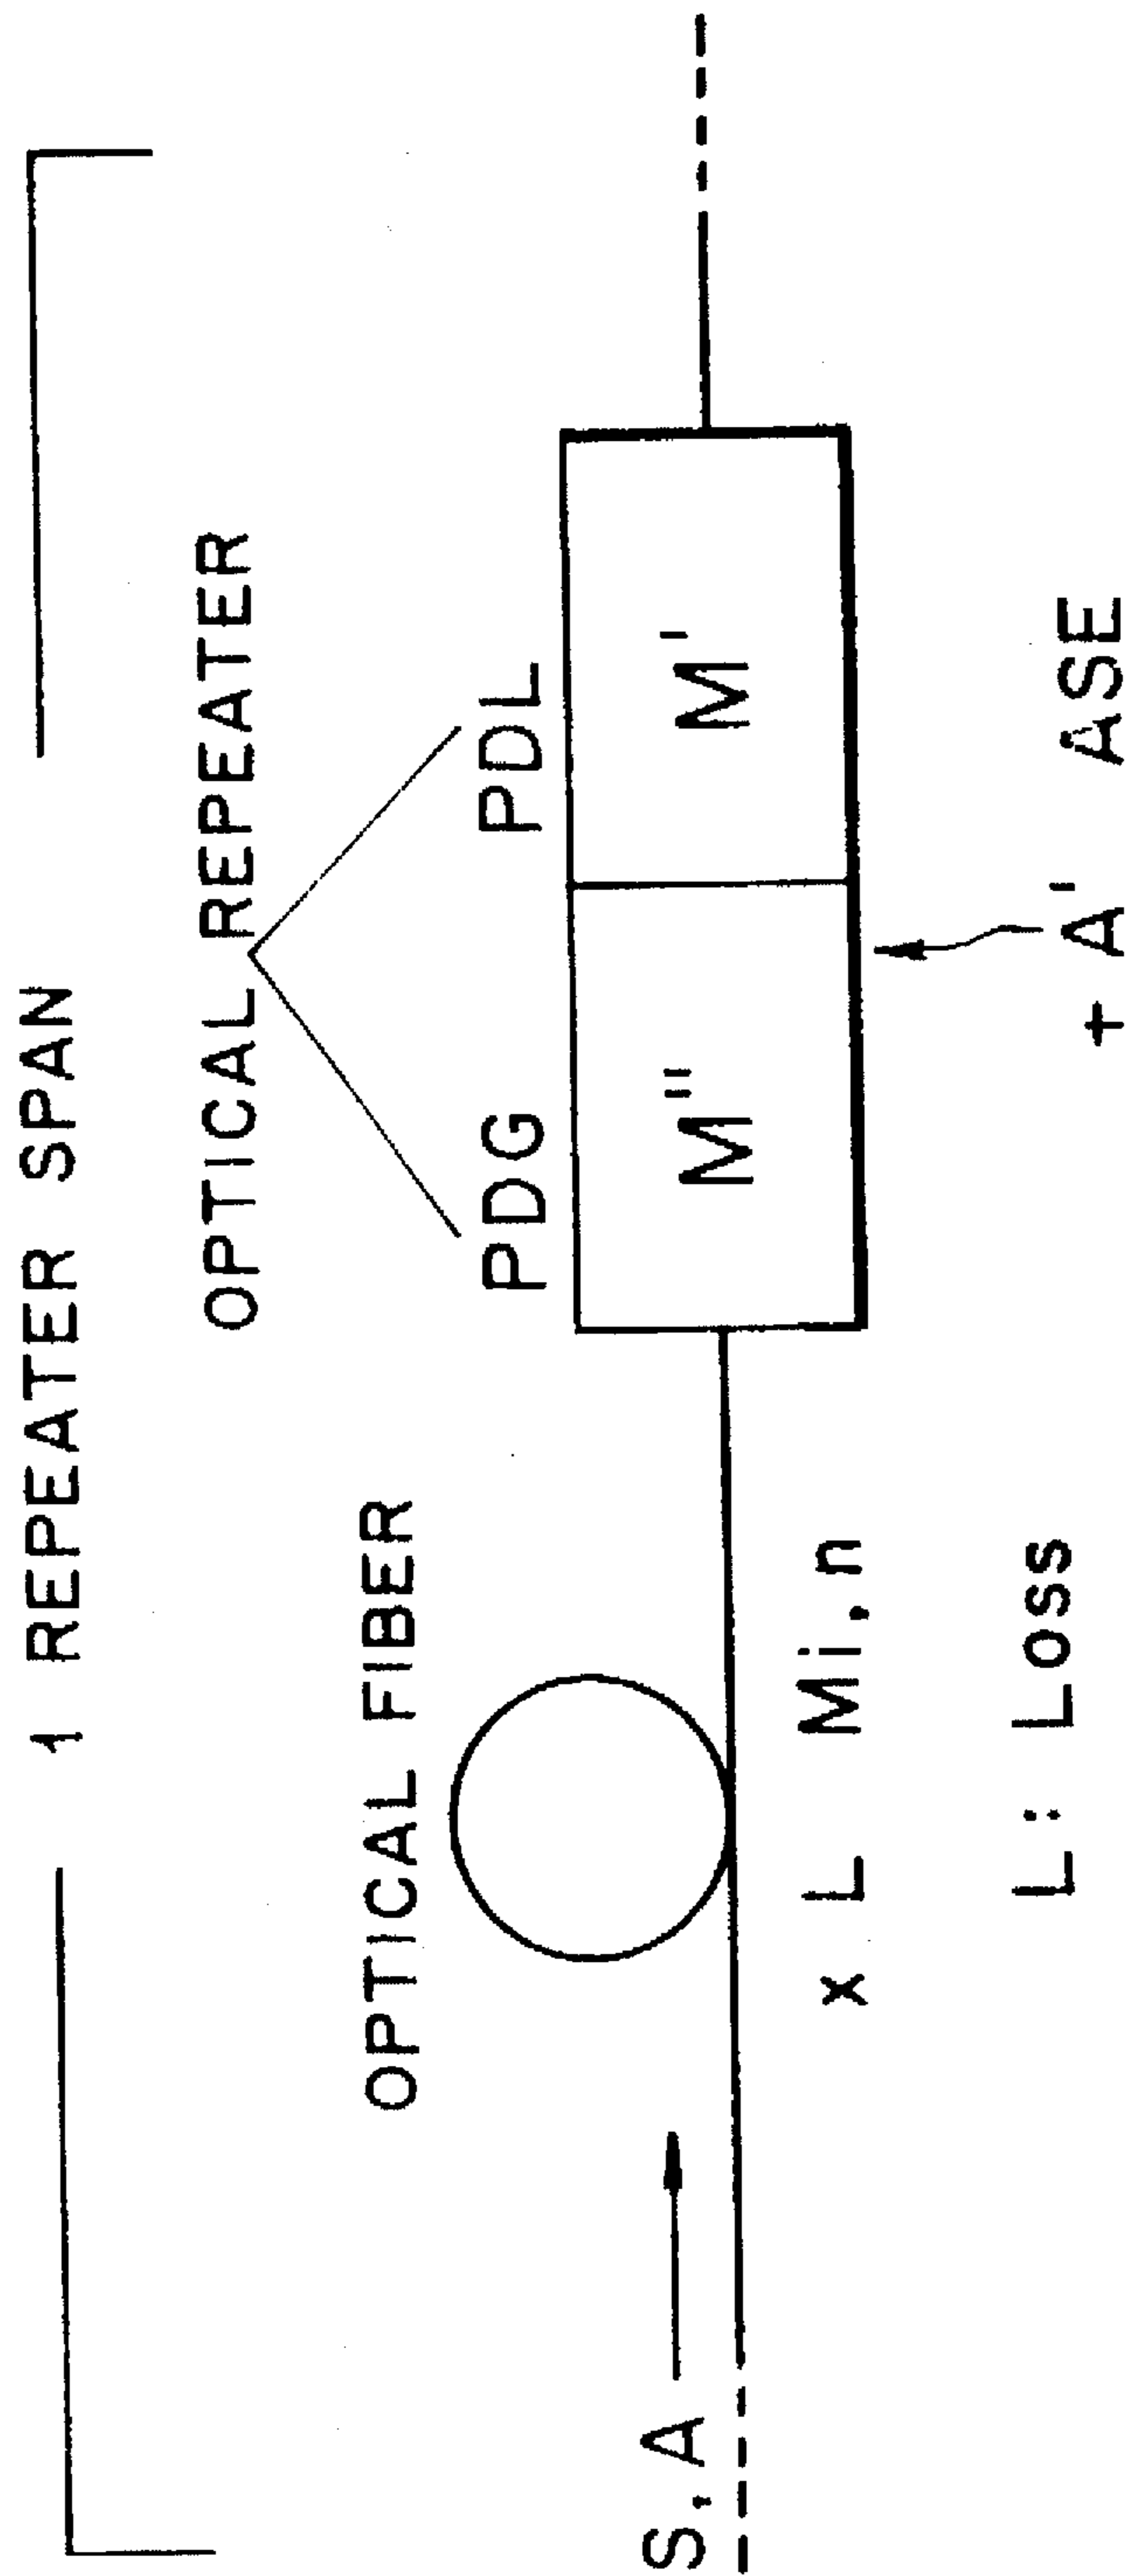 1 REPEATER SPAN
OPTICAL REPEATER
OPTICAL FIBER
PDG PDL
S, A
M" M'
x L Mi,n
+ A' ASE
L : Loss